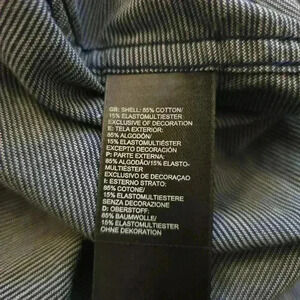 GB: SHELL: 85% COTTON/
15% ELASTOMULTIESTER
EXCLUSIVE OF DECORATION
E: TELA EXTERIOR:
85% ALGODÓN/
15% ELASTOMULTIÉSTER
EXCEPTO DECORACIÓN
P: PARTE EXTERNA:
85% ALGODÃO/15% ELASTO-
MULTIÉSTER
EXCLUSIVO DE DECORAÇAO
I: ESTERNO STRATO:
85% COTONE/
15% ELASTOMULTIESTERE
SENZA DECORAZIONE
D: OBERSTOFF:
85% BAUMWOLLE/
15% ELASTOMULTIESTER
OHNE DEKORATION